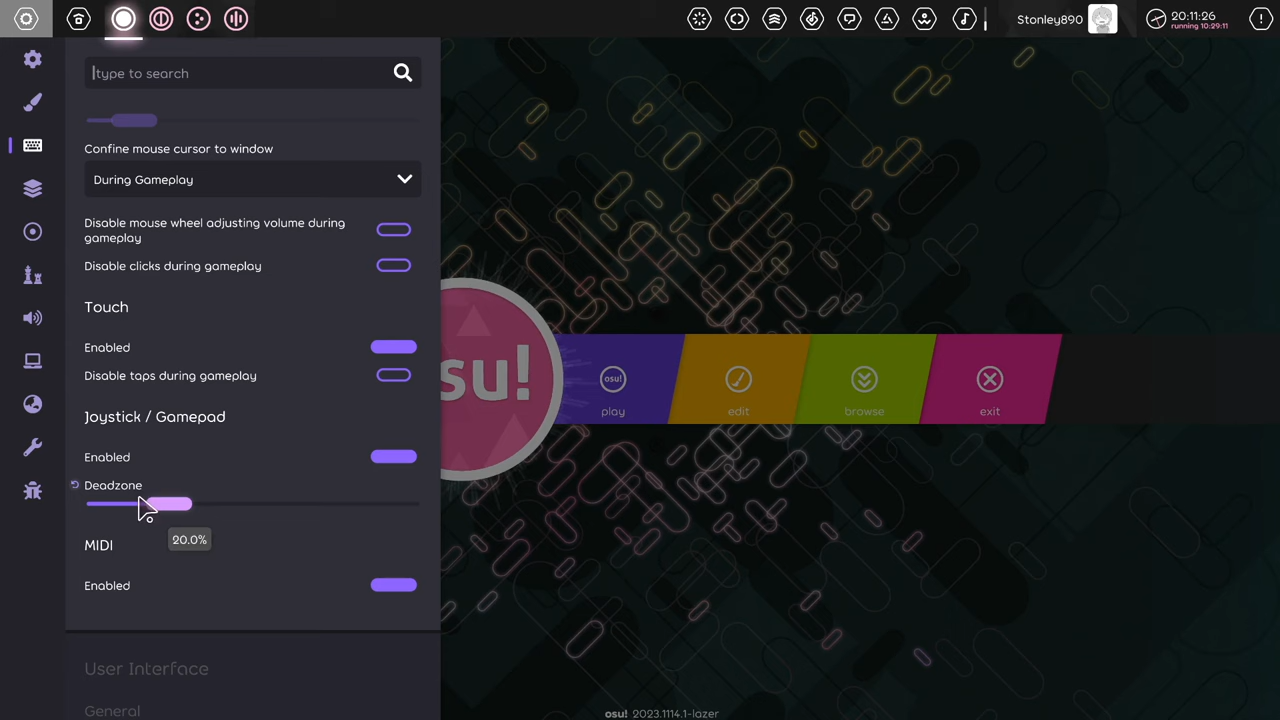 Stonley890
20:11:26
running 10:29:11
type to search
Confine mouse cursor to window
During Gameplay
Disable mouse wheel adjusting volume during
gameplay
Disable clicks during gameplay
Touch
Enabled
Disable taps during gameplay
Joystick / Gamepad
Enabled
Deadzone
20.0%
MIDI
Enabled
User Interface
General
su!
osu!
play
edit
browse
exit
osu! 2023.1114.1-lazer